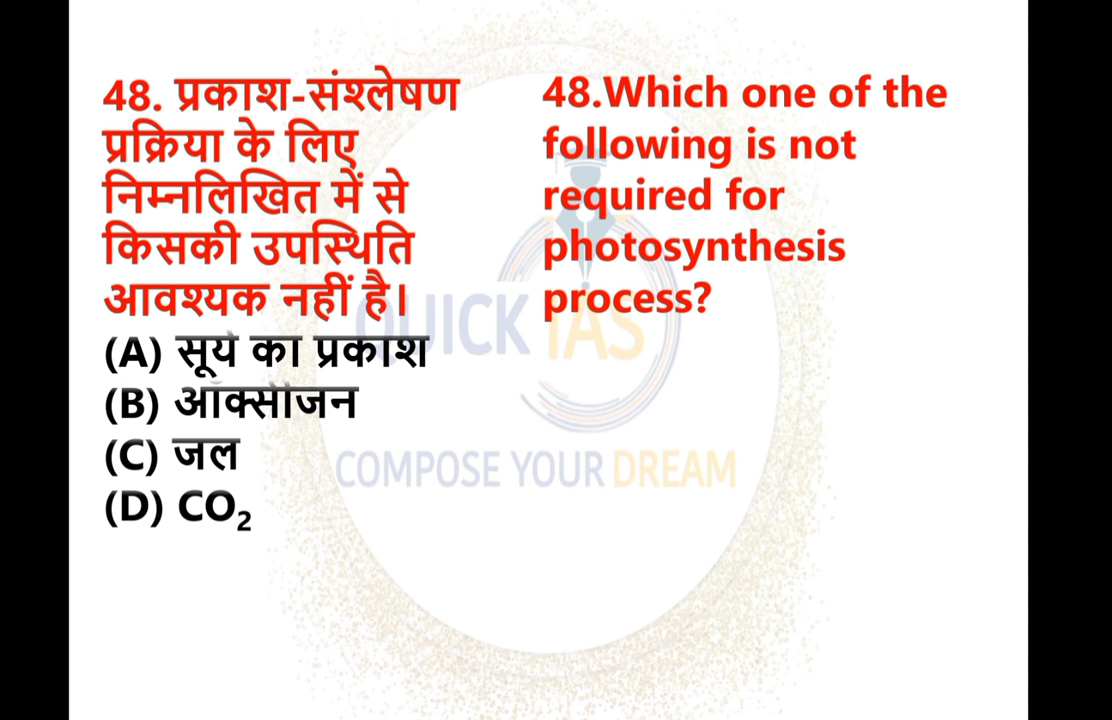 48. प्रकाश-संश्लेषण
प्रक्रिया के लिए
निम्नलिखित में से
किसकी उपस्थिति
आवश्यक नहीं है।
(A) सूर्य का प्रकाश
(B) ऑक्सीजन
(C) जल
(D) CO₂
48.Which one of the
following is not
required for
photosynthesis
process?
QUICK IAS
COMPOSE YOUR DREAM